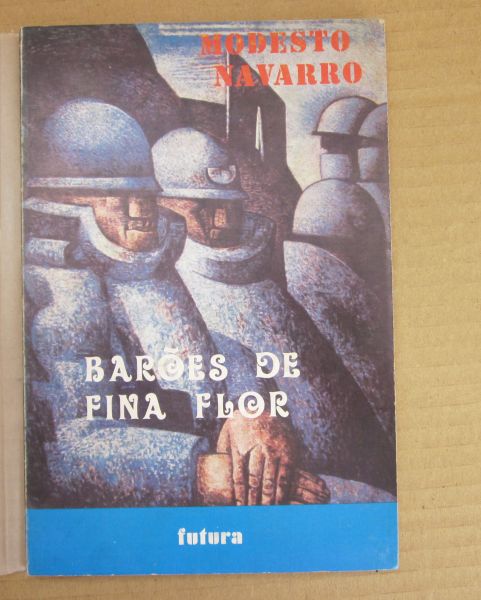 MODESTO
NAVARRO
BARÕES DE
FINA FLOR
futura